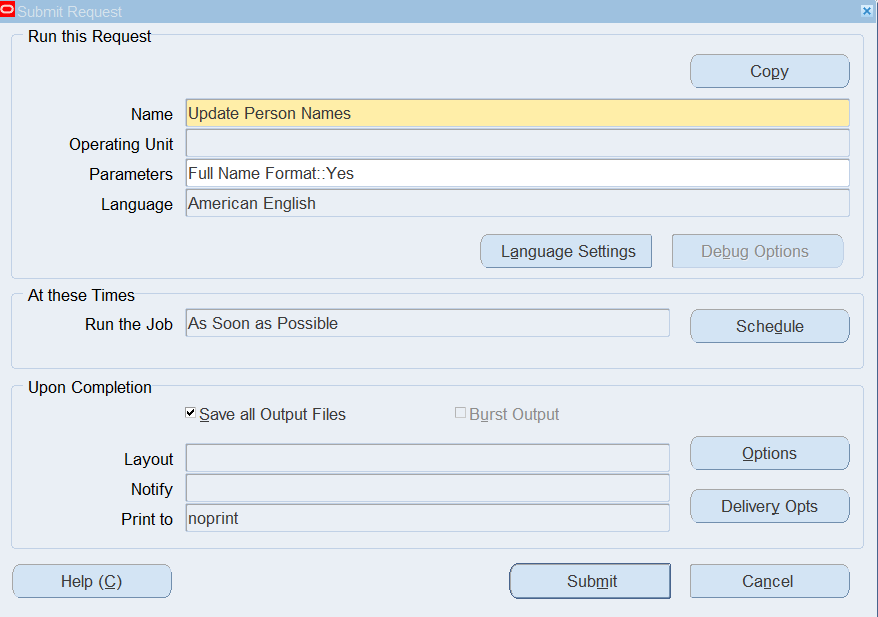 Submit Request
Run this Request
Copy
Name Update Person Names
Operating Unit
Parameters Full Name Format::Yes
Language American English
Language Settings Debug Options
At these Times
Run the Job As Soon as Possible Schedule
Upon Completion
Save all Output Files Burst Output
Layout Options
Notify
Delivery Opts
Print to noprint
Help (C) Submit Cancel